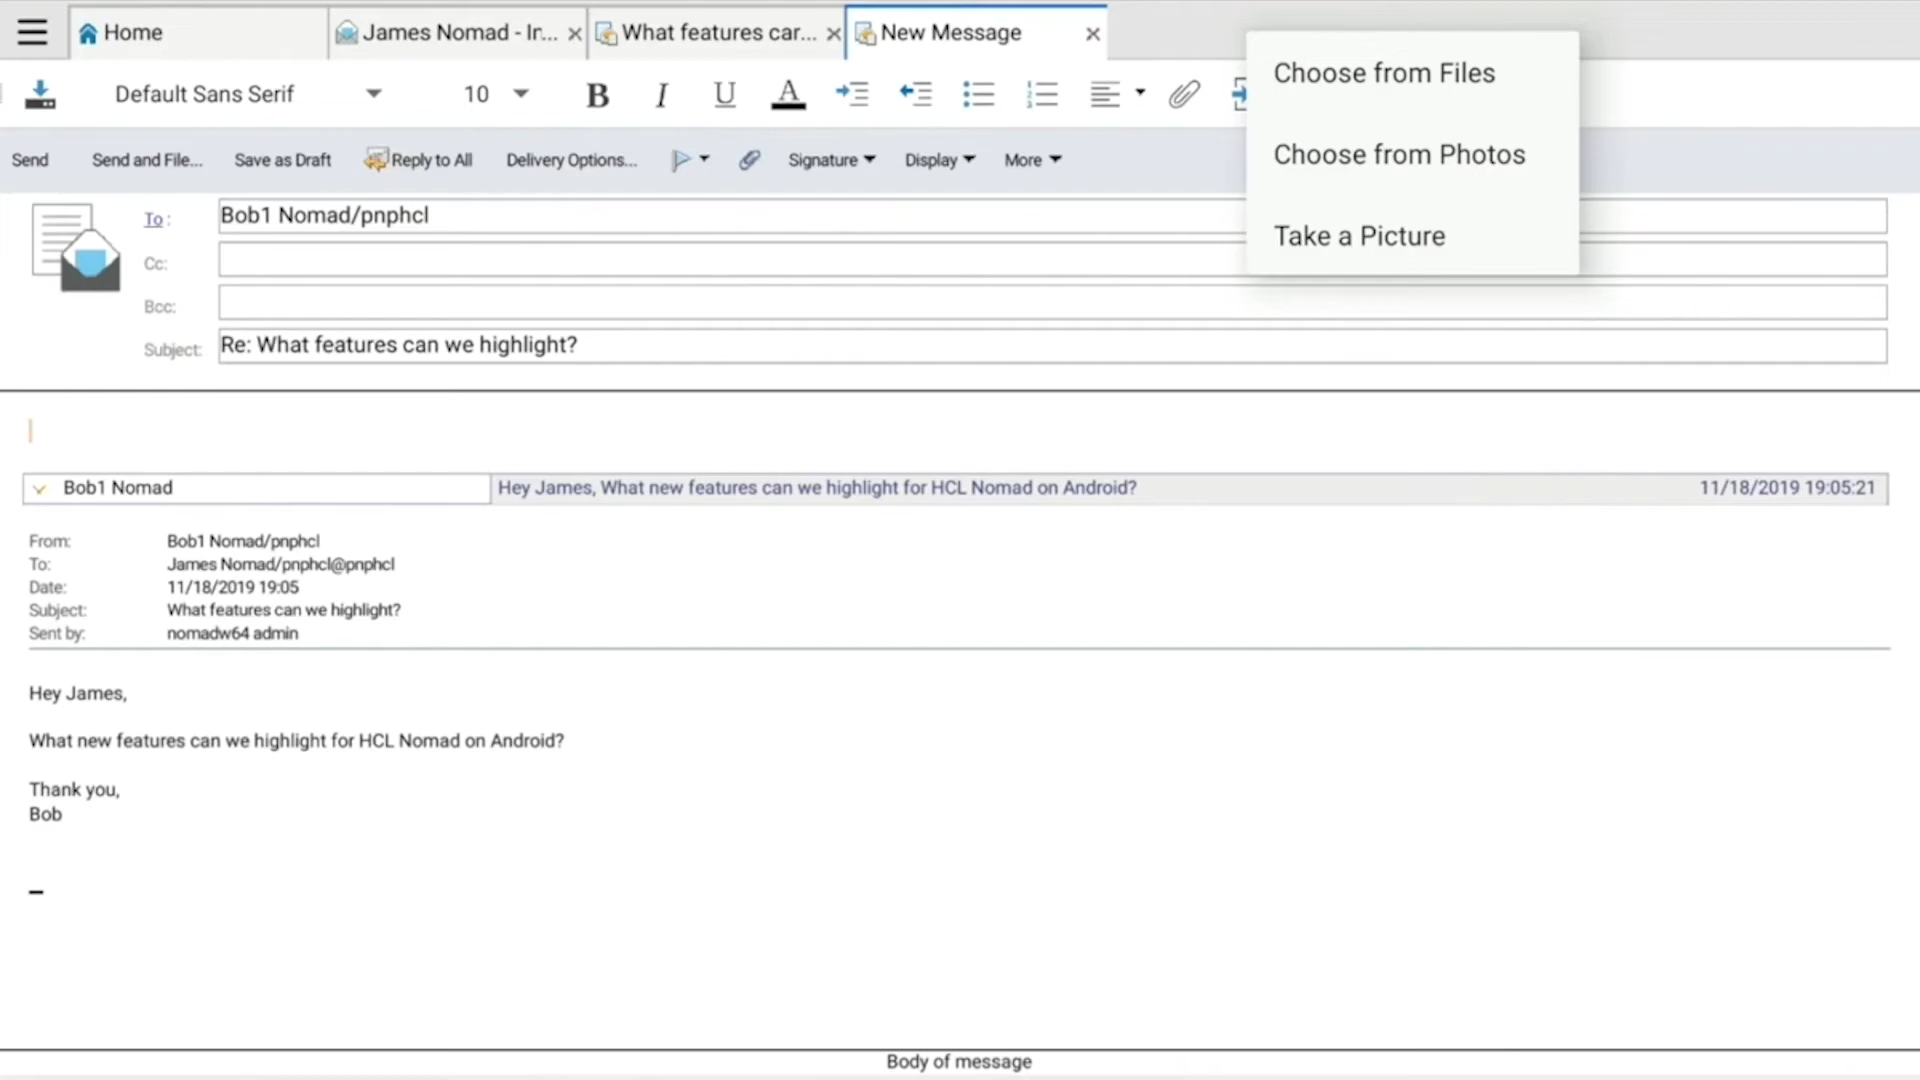 Home
James Nomad - Ir...
What features car...
New Message
Choose from Files
Choose from Photos
Take a Picture
Default Sans Serif
10
B I U A
Send
Send and File...
Save as Draft
Reply to All
Delivery Options...
Signature
Display
More
To:
Bob1 Nomad/pnphcl
Cc:
Bcc:
Subject:
Re: What features can we highlight?
Bob1 Nomad
Hey James, What new features can we highlight for HCL Nomad on Android?
11/18/2019 19:05:21
From: Bob1 Nomad/pnphcl
To: James Nomad/pnphcl@pnphcl
Date: 11/18/2019 19:05
Subject: What features can we highlight?
Sent by: nomadw64 admin
Hey James,
What new features can we highlight for HCL Nomad on Android?
Thank you,
Bob
Body of message